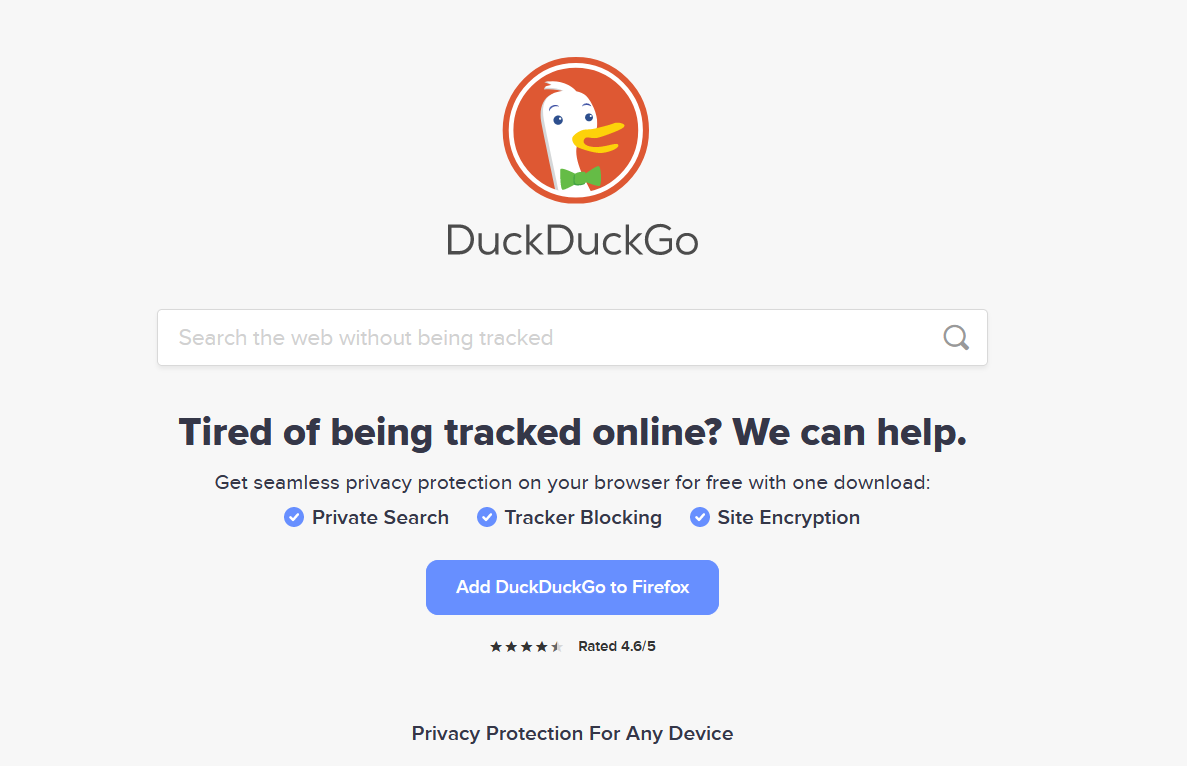 DuckDuckGo
Search the web without being tracked
Tired of being tracked online? We can help.
Get seamless privacy protection on your browser for free with one download:
Private Search Tracker Blocking Site Encryption
Add DuckDuckGo to Firefox
Rated 4.6/5
Privacy Protection For Any Device